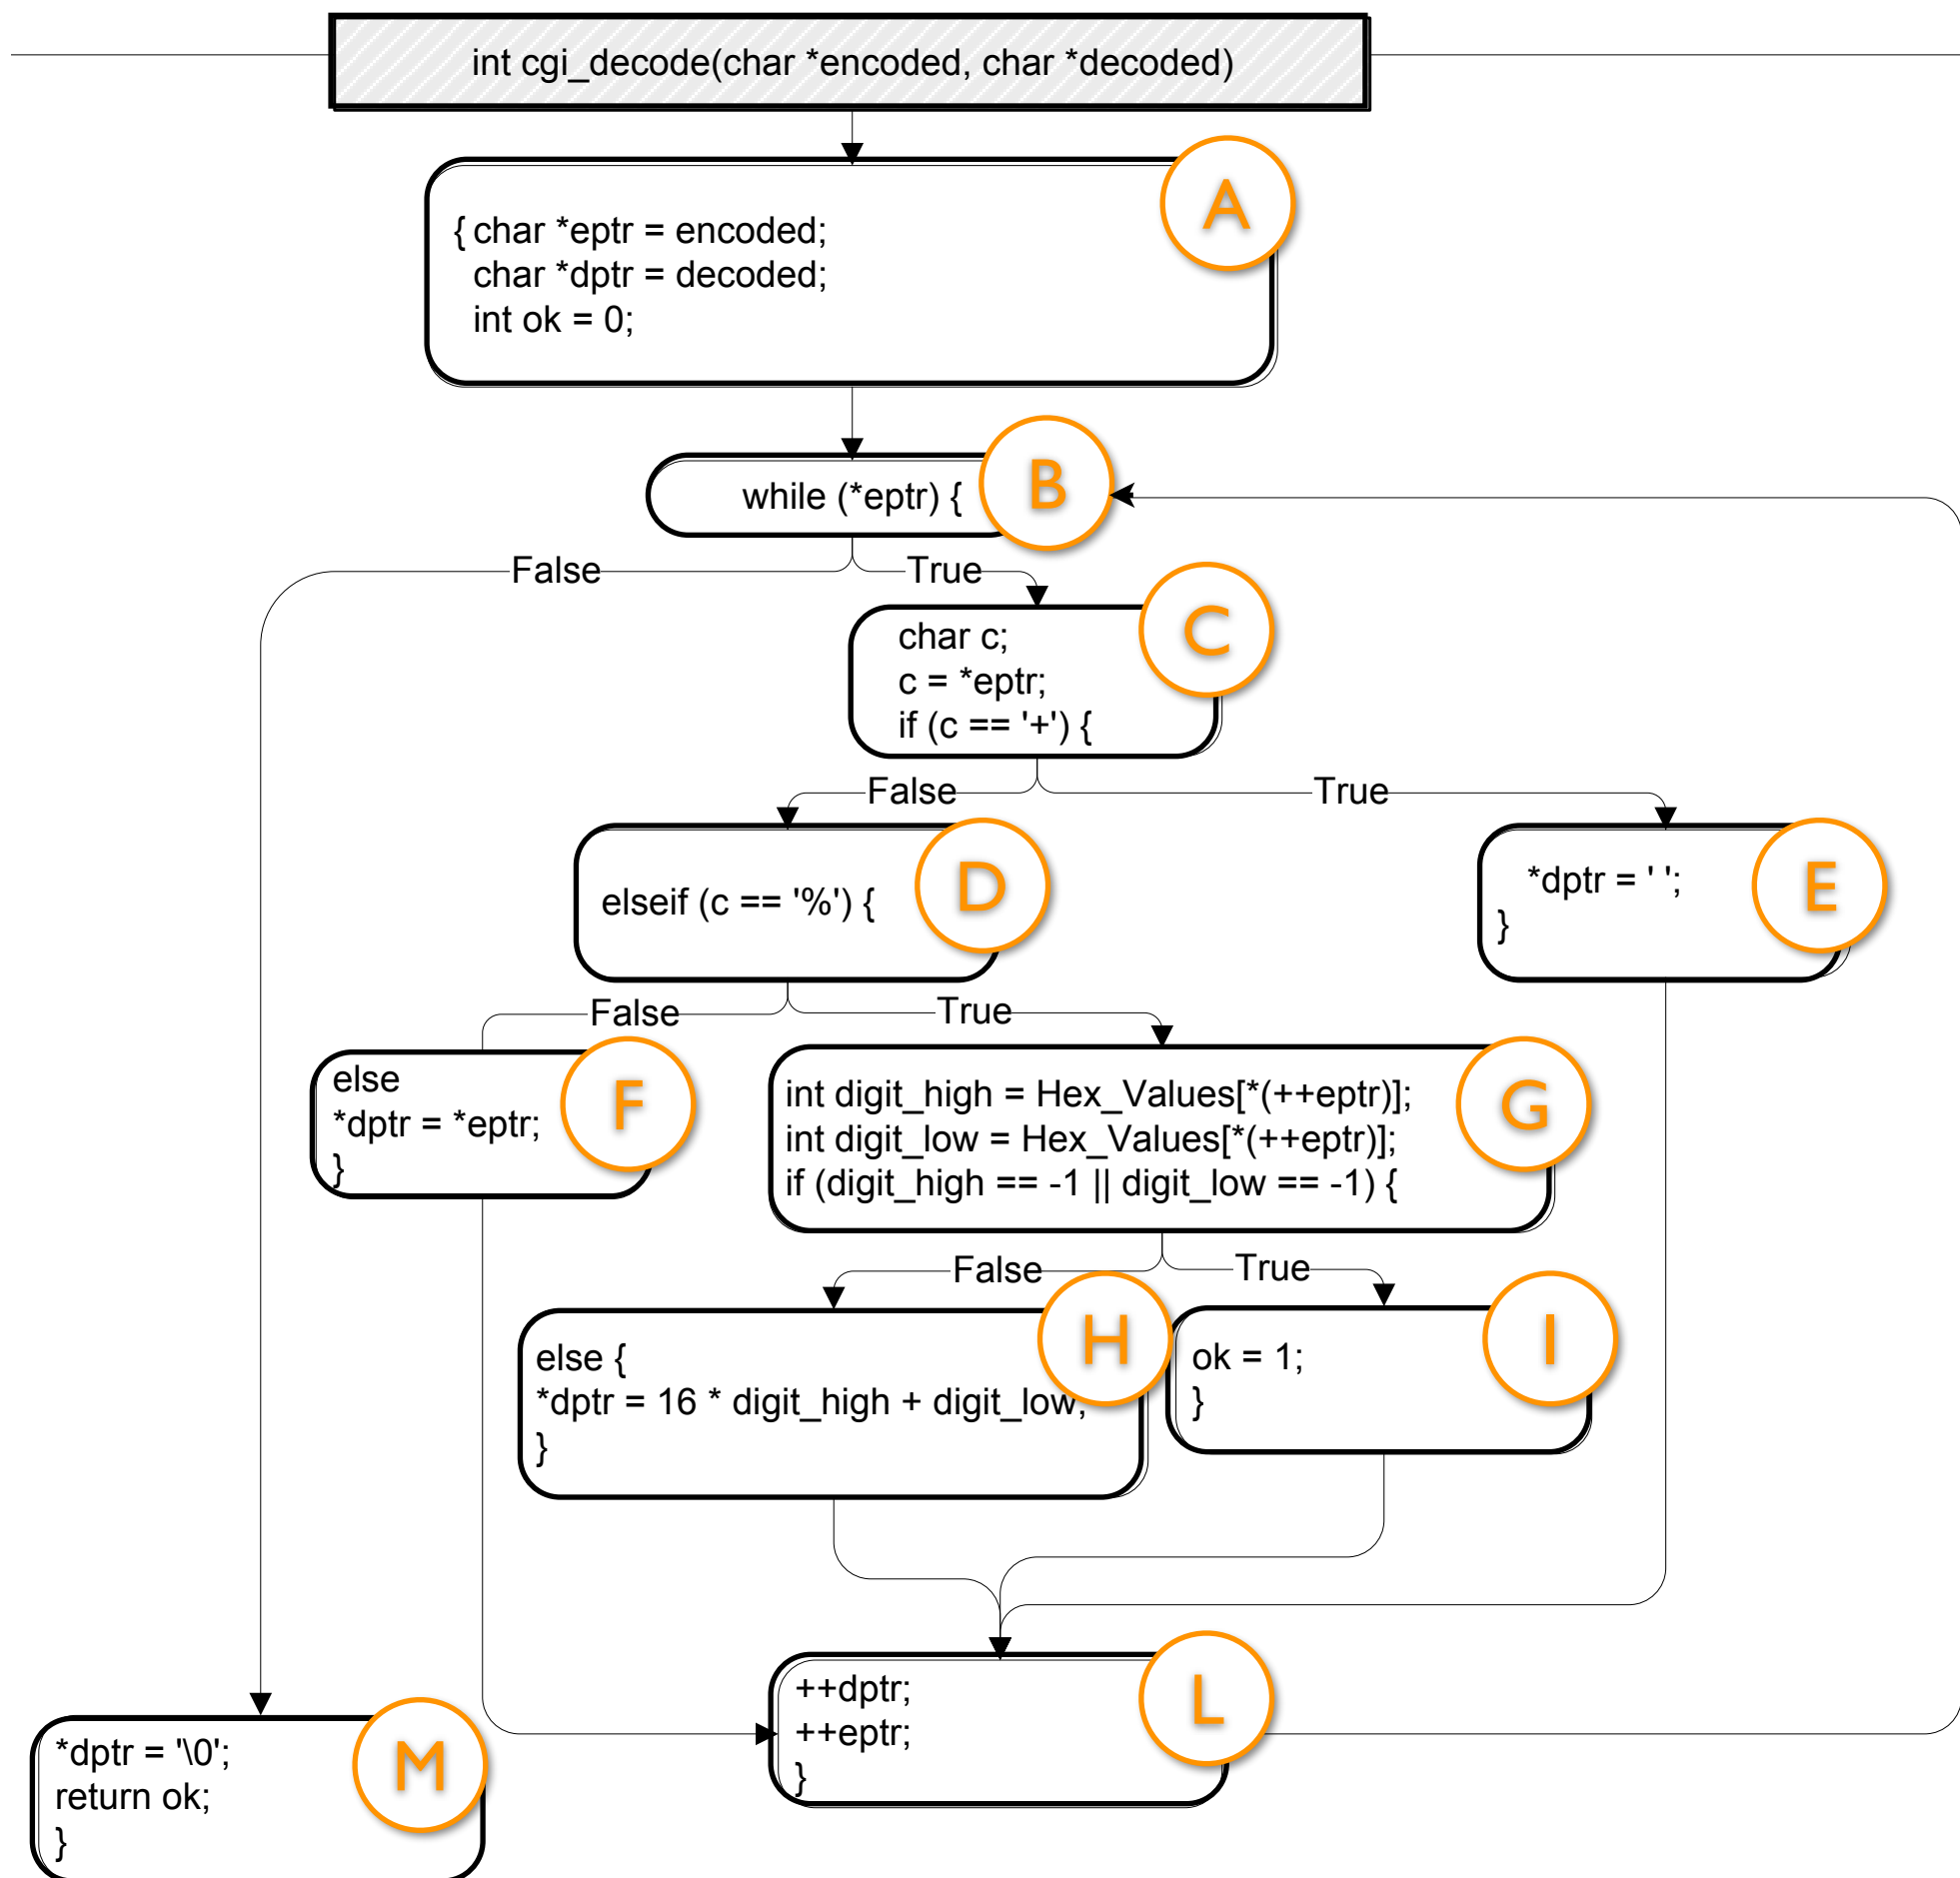 int cgi_decode(char *encoded, char *decoded)
A
{ char *eptr = encoded;
char *dptr = decoded;
int ok = 0;
B
while (*eptr) {
False
True
C
char c;
c = *eptr;
if (c == '+') {
False
True
D
elseif (c == '%') {
E
*dptr = ' ';
}
False
True
F
else
*dptr = *eptr;
}
G
int digit_high = Hex_Values[*(++eptr)];
int digit_low = Hex_Values[*(++eptr)];
if (digit_high == -1 || digit_low == -1) {
False
True
H
else {
*dptr = 16 * digit_high + digit_low;
}
I
ok = 1;
}
L
++dptr;
++eptr;
}
M
*dptr = '\0';
return ok;
}